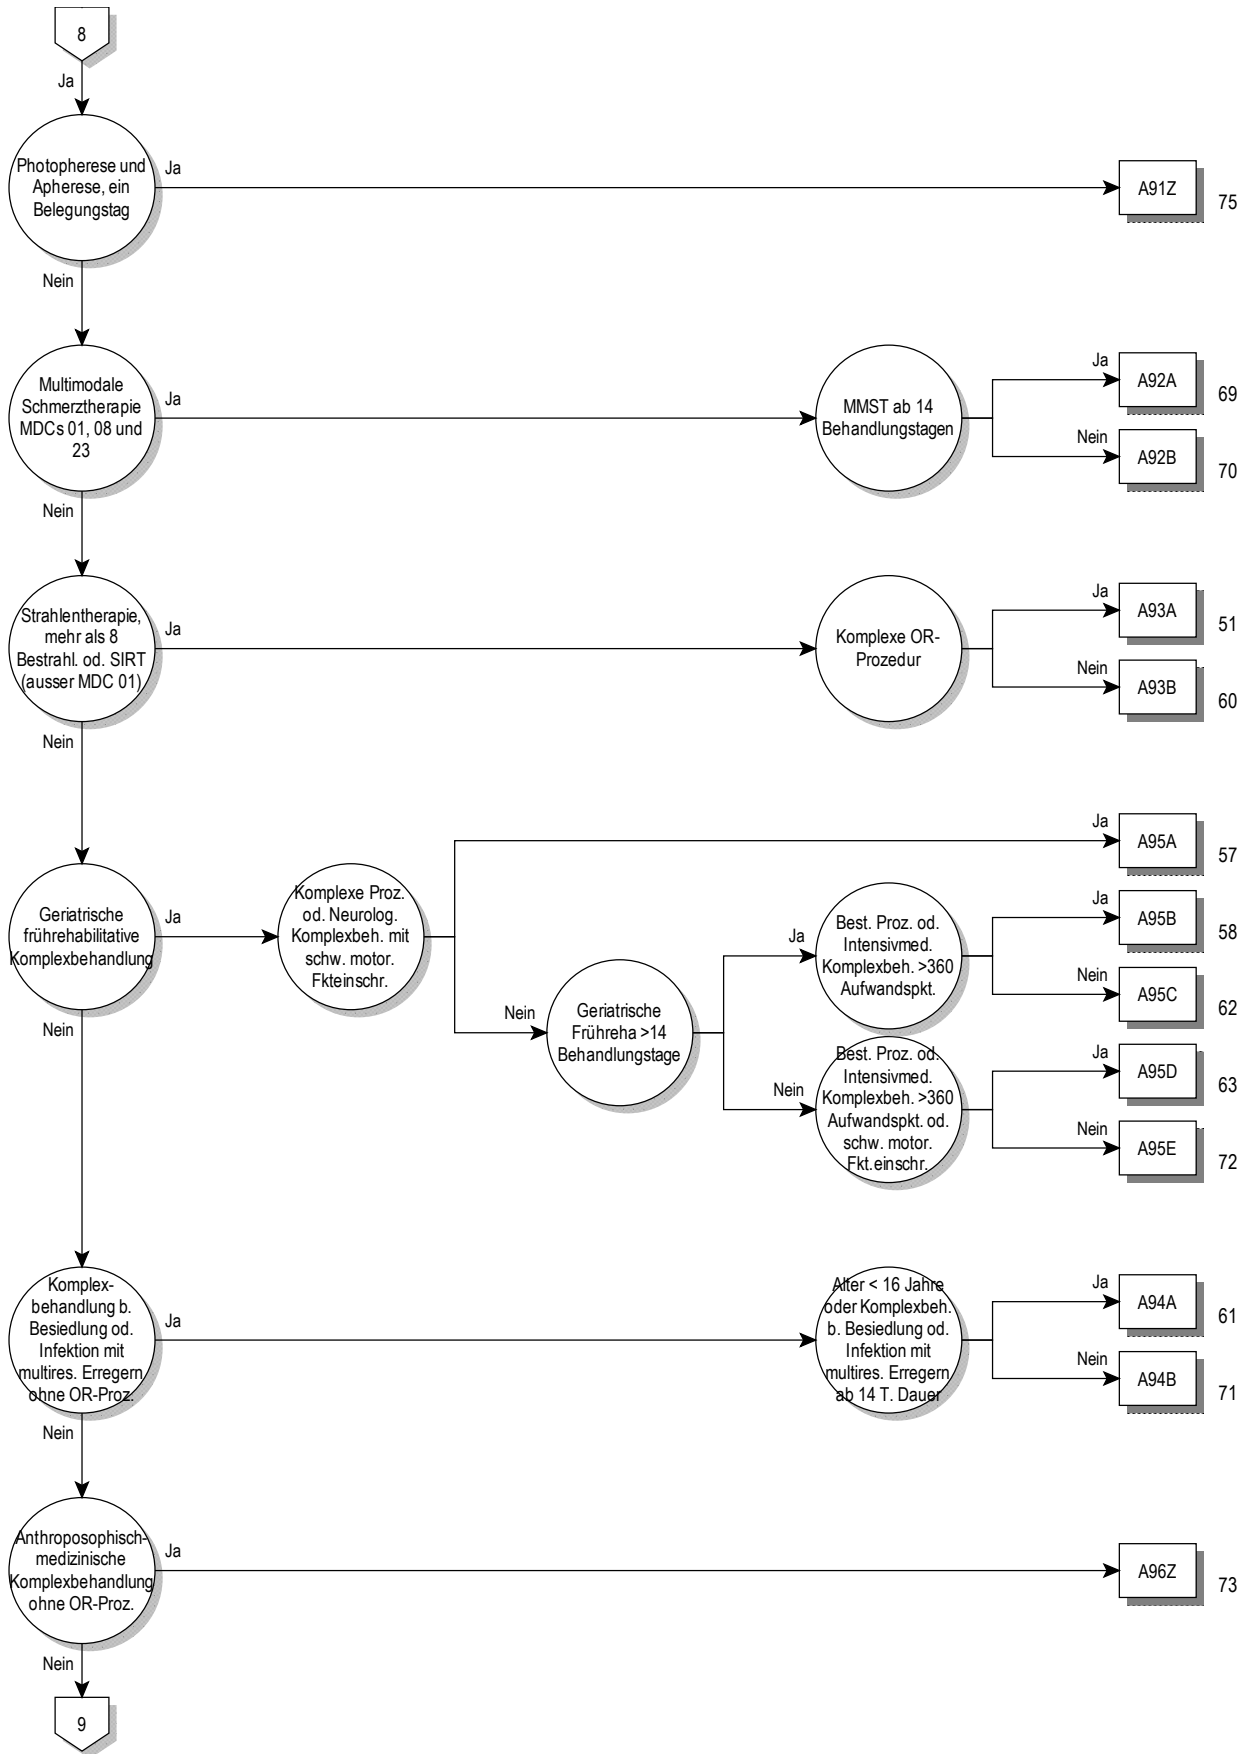 8
Ja
Photopherese und
Apherese, ein
Belegungstag
Ja
A91Z
75
Nein
Multimodale
Schmerztherapie
MDCs 01, 08 und
23
Ja
MMST ab 14
Behandlungstagen
Ja
A92A
69
Nein
A92B
70
Nein
Strahlentherapie,
mehr als 8
Bestrahl. od. SIRT
(ausser MDC 01)
Ja
Komplexe OR-
Prozedur
Ja
A93A
51
Nein
A93B
60
Nein
Geriatrische
frührehabilitative
Komplexbehandlung
Ja
Komplexe Proz.
od. Neurolog.
Komplexbeh. mit
schw. motor.
Fkteinschr.
Ja
A95A
57
Nein
Geriatrische
Frühreha >14
Behandlungstage
Ja
Best. Proz. od.
Intensivmed.
Komplexbeh. >360
Aufwandspkt.
Ja
A95B
58
Nein
A95C
62
Nein
Best. Proz. od.
Intensivmed.
Komplexbeh. >360
Aufwandspkt. od.
schw. motor.
Fkt.einschr.
Ja
A95D
63
Nein
A95E
72
Nein
Komplex-
behandlung b.
Besiedlung od.
Infektion mit
multires. Erregern
ohne OR-Proz.
Ja
Alter < 16 Jahre
oder Komplexbeh.
b. Besiedlung od.
Infektion mit
multires. Erregern
ab 14 T. Dauer
Ja
A94A
61
Nein
A94B
71
Nein
Anthroposophisch-
medizinische
Komplexbehandlung
ohne OR-Proz.
Ja
A96Z
73
Nein
9